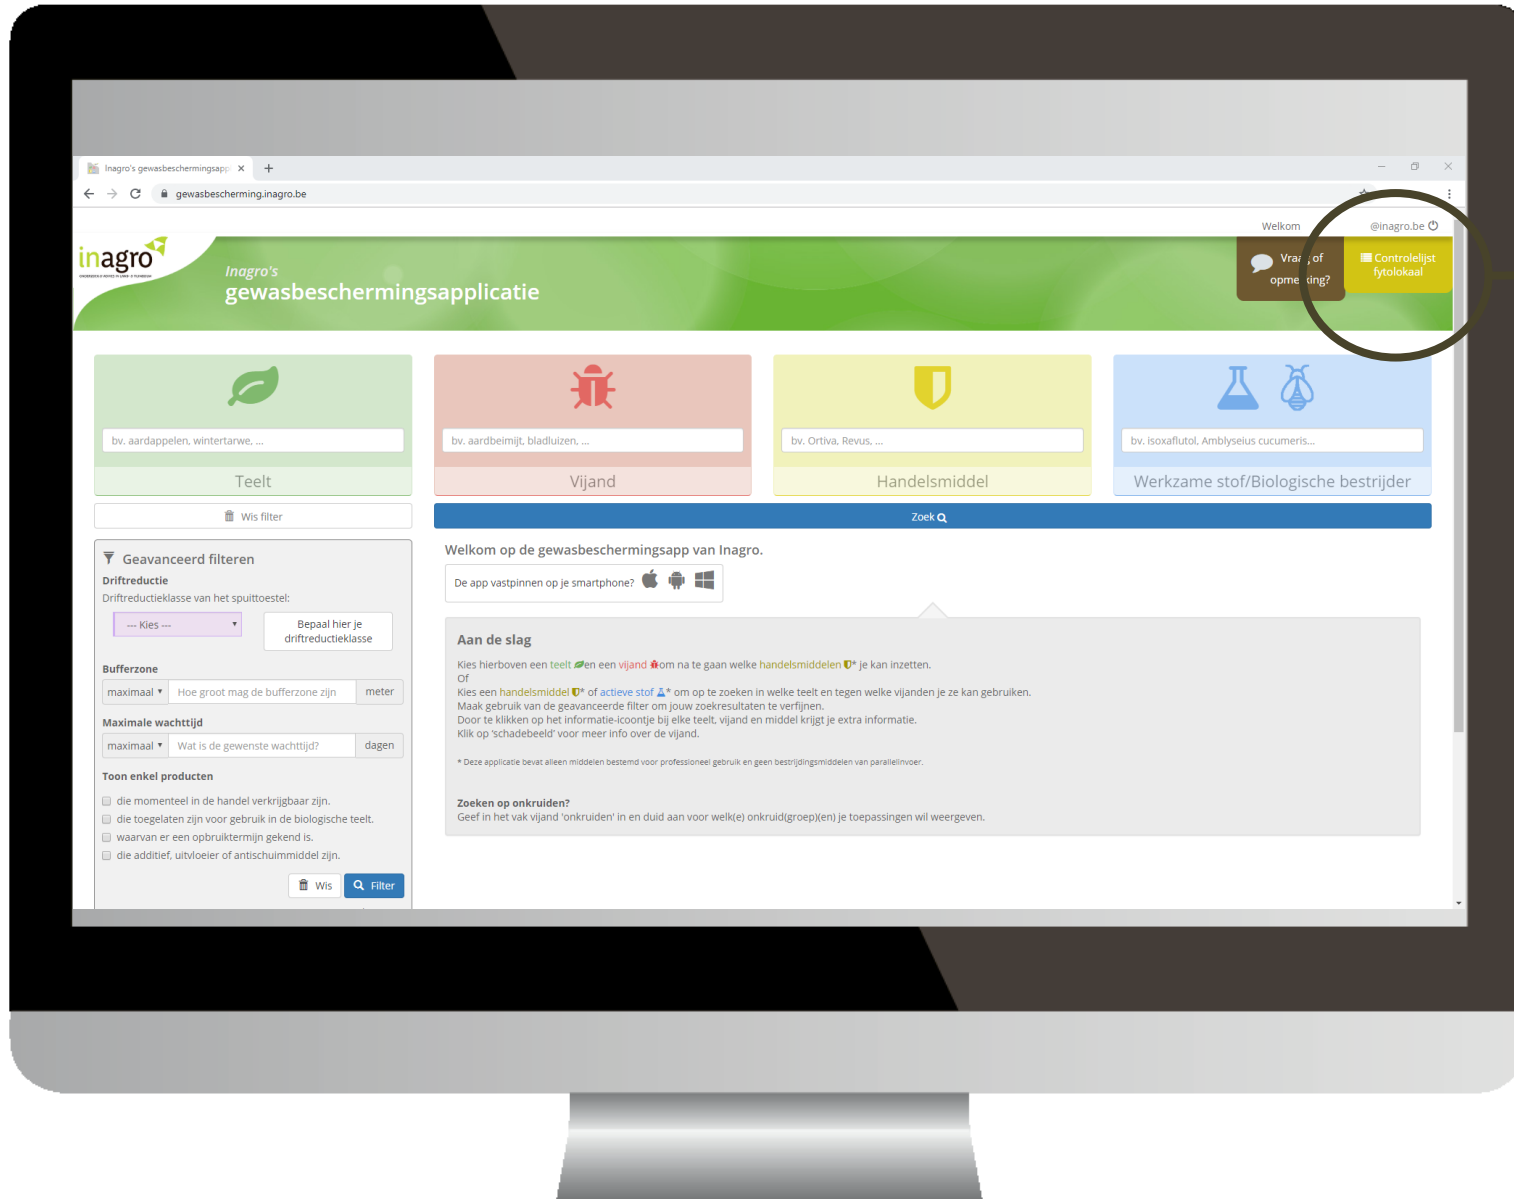 Inagro's gewasbeschermingsapp
gewasbescherming.inagro.be
Welkom
@inagro.be
inagro
Inagro's
gewasbeschermingsapplicatie
Vraag of
opmerking?
Controlelijst
fytolokaal
bv. aardappelen, wintertarwe, ...
Teelt
bv. aardbeimijt, bladluizen, ...
Vijand
bv. Ortiva, Revus, ...
Handelsmiddel
bv. isoxaflutol, Amblyseius cucumeris...
Werkzame stof/Biologische bestrijder
Wis filter
Zoek
Geavanceerd filteren
Driftreductie
Driftreductieklasse van het spuittoestel:
--- Kies ---
Bepaal hier je
driftreductieklasse
Bufferzone
maximaal Hoe groot mag de bufferzone zijn meter
Maximale wachttijd
maximaal Wat is de gewenste wachttijd? dagen
Toon enkel producten
die momenteel in de handel verkrijgbaar zijn.
die toegelaten zijn voor gebruik in de biologische teelt.
waarvan er een opbruiktermijn gekend is.
die additief, uitvloeier of antischuimmiddel zijn.
Wis Filter
Welkom op de gewasbeschermingsapp van Inagro.
De app vastpinnen op je smartphone?
Aan de slag
Kies hierboven een teelt en een vijand om na te gaan welke handelsmiddelen * je kan inzetten.
Of
Kies een handelsmiddel * of actieve stof * om op te zoeken in welke teelt en tegen welke vijanden je ze kan gebruiken.
Maak gebruik van de geavanceerde filter om jouw zoekresultaten te verfijnen.
Door te klikken op het informatie-icoontje bij elke teelt, vijand en middel krijgt je extra informatie.
Klik op 'schadebeeld' voor meer info over de vijand.
* Deze applicatie bevat alleen middelen bestemd voor professioneel gebruik en geen bestrijdingsmiddelen van parallelinvoer.
Zoeken op onkruiden?
Geef in het vak vijand 'onkruiden' in en duid aan voor welk(e) onkruid(groep)(en) je toepassingen wil weergeven.